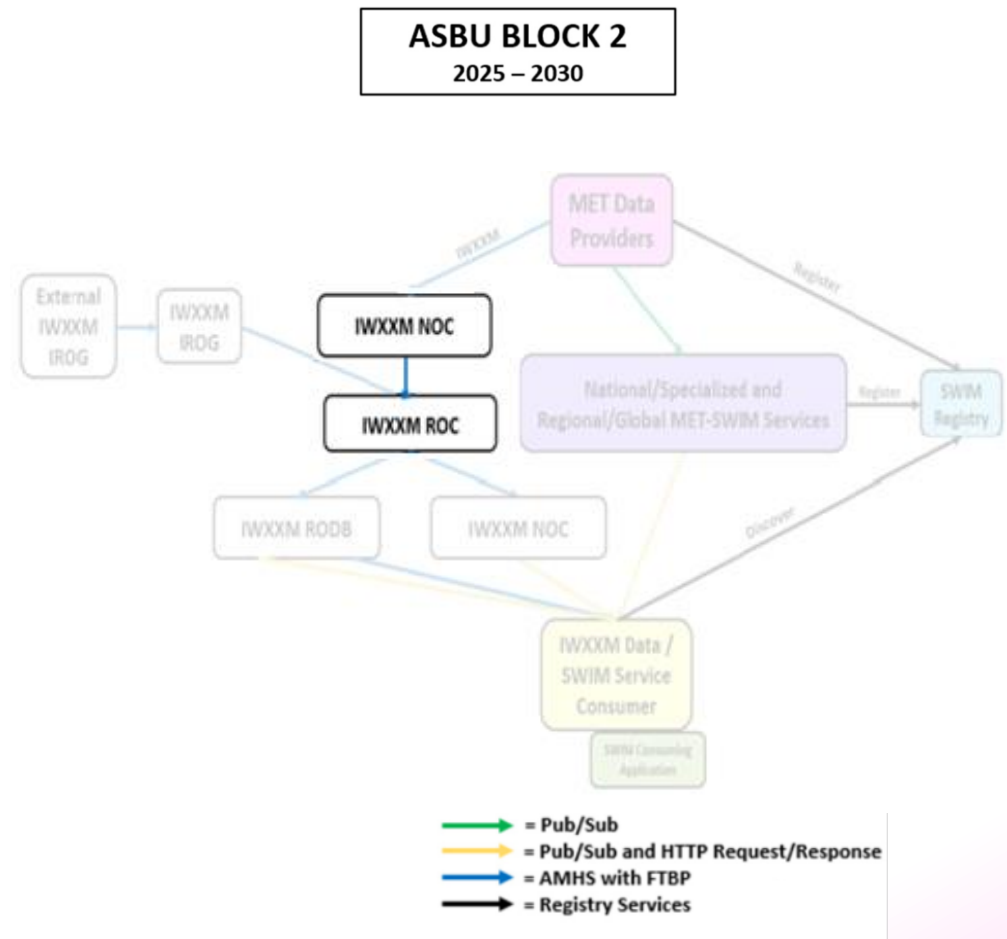 ASBU BLOCK 2
2025 – 2030
MET Data
Providers
IWXXM
Register
External
IWXXM
IROG
IWXXM
IROG
IWXXM NOC
National/Specialized and
Regional/Global MET-SWIM Services
Register
SWIM
Registry
IWXXM ROC
IWXXM RODB
IWXXM NOC
Discover
IWXXM Data /
SWIM Service
Consumer
SWIM Consuming
Application
= Pub/Sub
= Pub/Sub and HTTP Request/Response
= AMHS with FTBP
= Registry Services